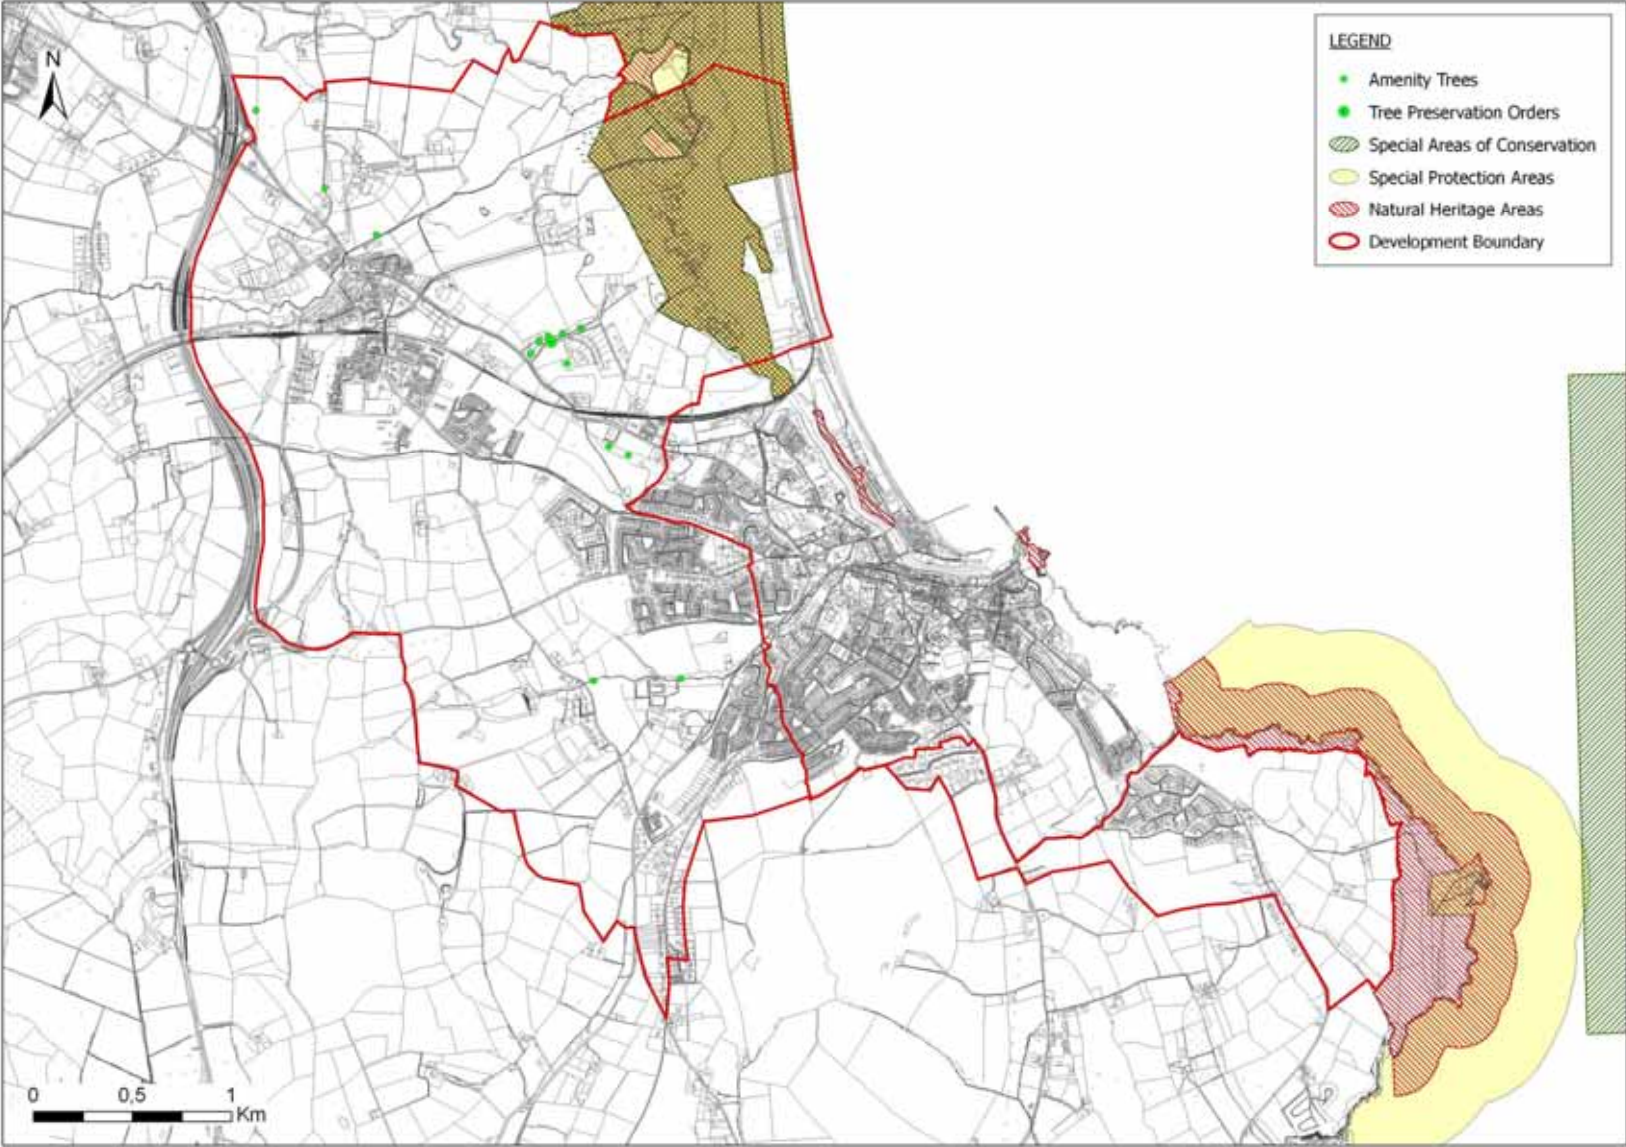 N
LEGEND
Amenity Trees
Tree Preservation Orders
Special Areas of Conservation
Special Protection Areas
Natural Heritage Areas
Development Boundary
0 0,5 1
Km